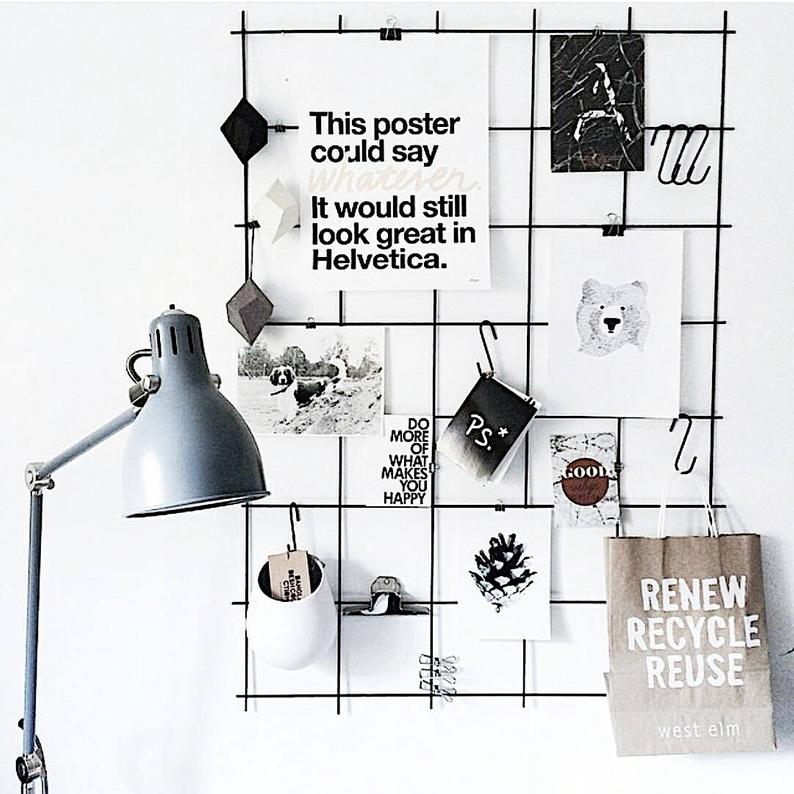 This poster
could say
whatever.
It would still
look great in
Helvetica.
A
PS.*
DO
MORE
OF
WHAT
MAKES
YOU
HAPPY
GOOD
RENEW
RECYCLE
REUSE
west elm